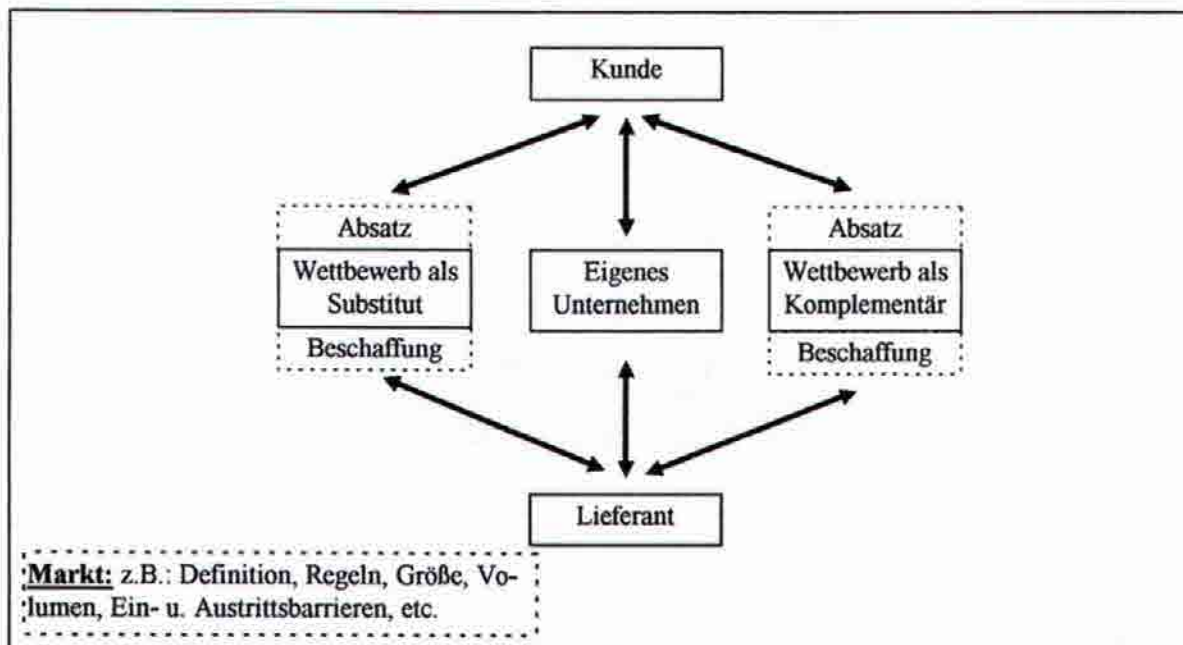 Kunde
Absatz
Wettbewerb als
Substitut
Beschaffung
Eigenes
Unternehmen
Absatz
Wettbewerb als
Komplementär
Beschaffung
Lieferant
Markt: z.B.: Definition, Regeln, Größe, Vo-
lumen, Ein- u. Austrittsbarrieren, etc.